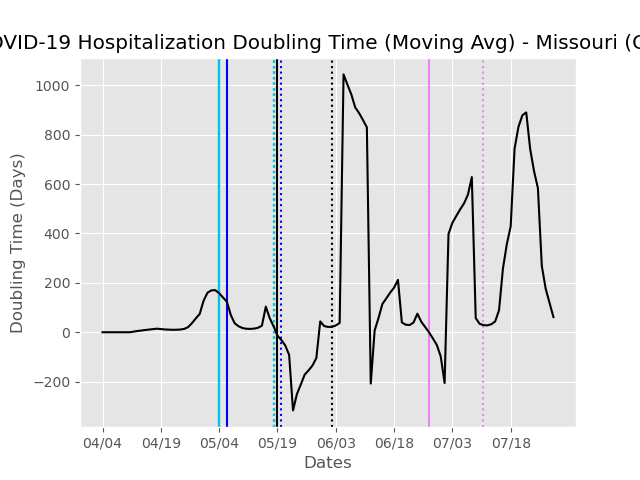 OVID-19 Hospitalization Doubling Time (Moving Avg) - Missouri (
1000
800
600
400
200
0
−200
Doubling Time (Days)
04/04 04/19 05/04 05/19 06/03 06/18 07/03 07/18
Dates